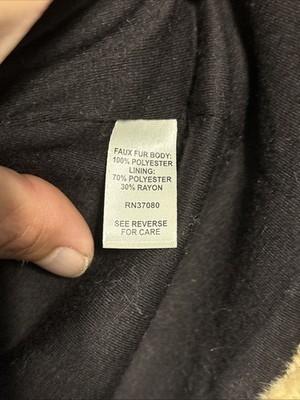 FAUX FUR BODY:
100% POLYESTER
LINING:
70% POLYESTER
30% RAYON
RN37080
SEE REVERSE
FOR CARE